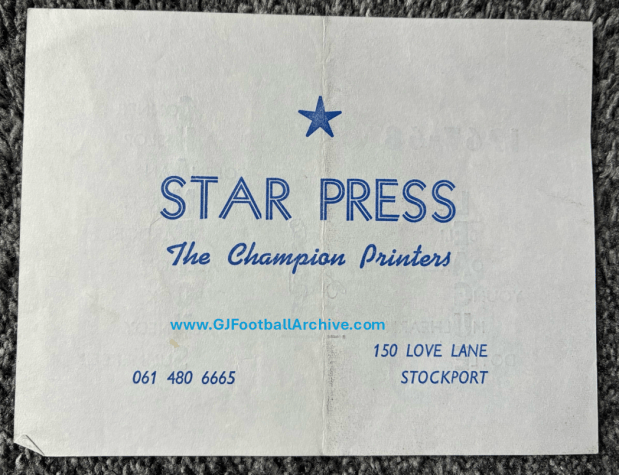 STAR PRESS
The Champion Printers
www.GJFootballArchive.com
150 LOVE LANE
061 480 6665
STOCKPORT